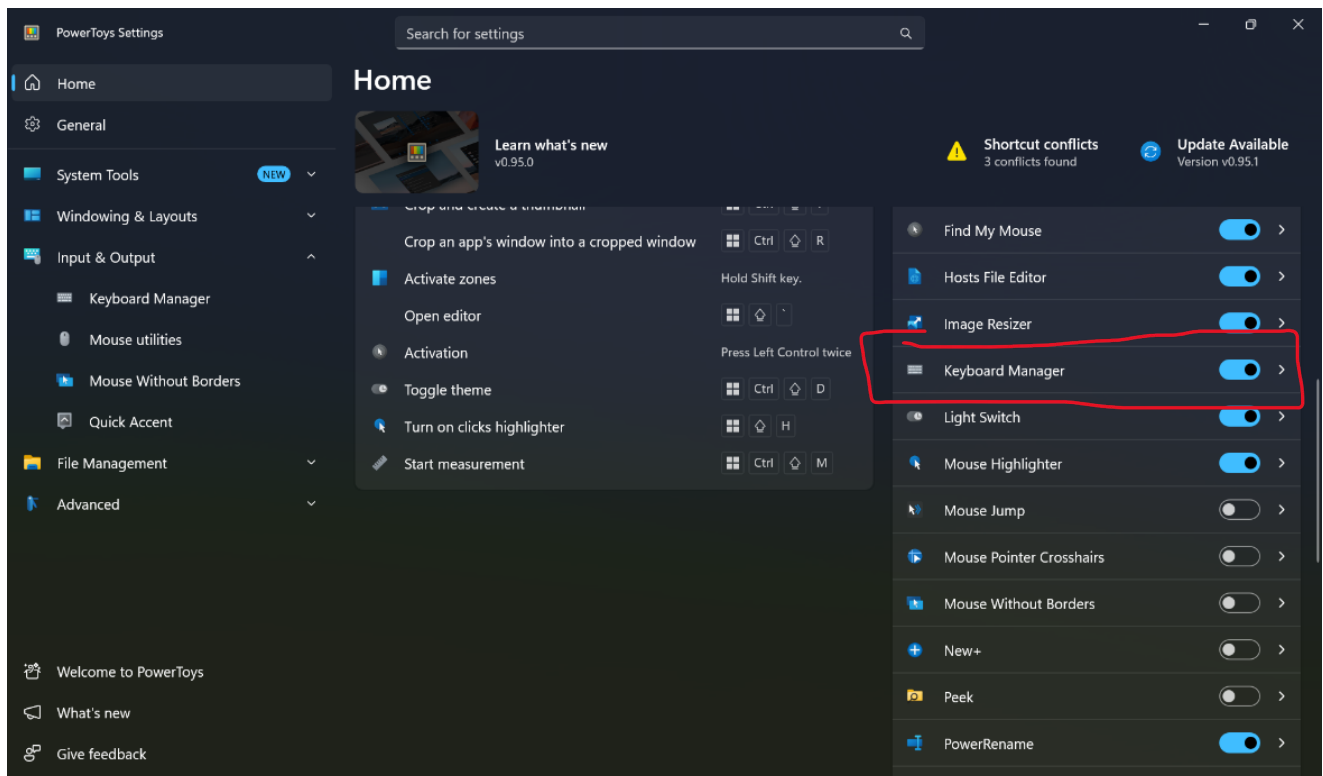 PowerToys Settings
Search for settings
Home
General
System Tools
NEW
Windowing & Layouts
Input & Output
Keyboard Manager
Mouse utilities
Mouse Without Borders
Quick Accent
File Management
Advanced
Welcome to PowerToys
What's new
Give feedback
Home
Learn what's new
v0.95.0
Shortcut conflicts
3 conflicts found
Update Available
Version v0.95.1
Crop and create a thumbnail
Crop an app's window into a cropped window Ctrl R
Activate zones Hold Shift key.
Open editor `
Activation Press Left Control twice
Toggle theme Ctrl D
Turn on clicks highlighter H
Start measurement Ctrl M
Find My Mouse
Hosts File Editor
Image Resizer
Keyboard Manager
Light Switch
Mouse Highlighter
Mouse Jump
Mouse Pointer Crosshairs
Mouse Without Borders
New+
Peek
PowerRename